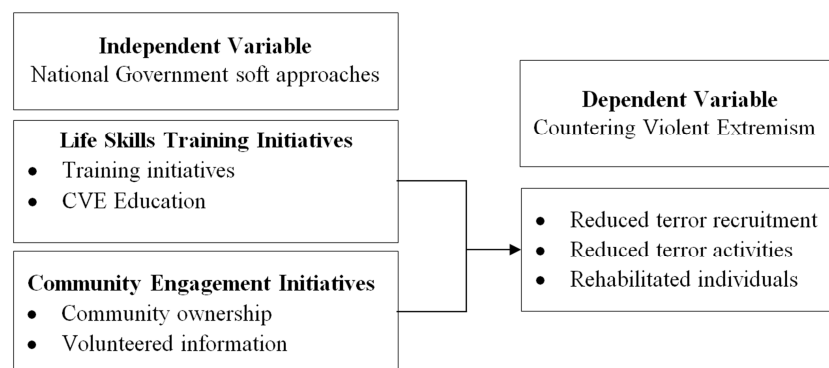 Independent Variable
National Government soft approaches
Life Skills Training Initiatives
• Training initiatives
• CVE Education
Community Engagement Initiatives
• Community ownership
• Volunteered information
Dependent Variable
Countering Violent Extremism
• Reduced terror recruitment
• Reduced terror activities
• Rehabilitated individuals